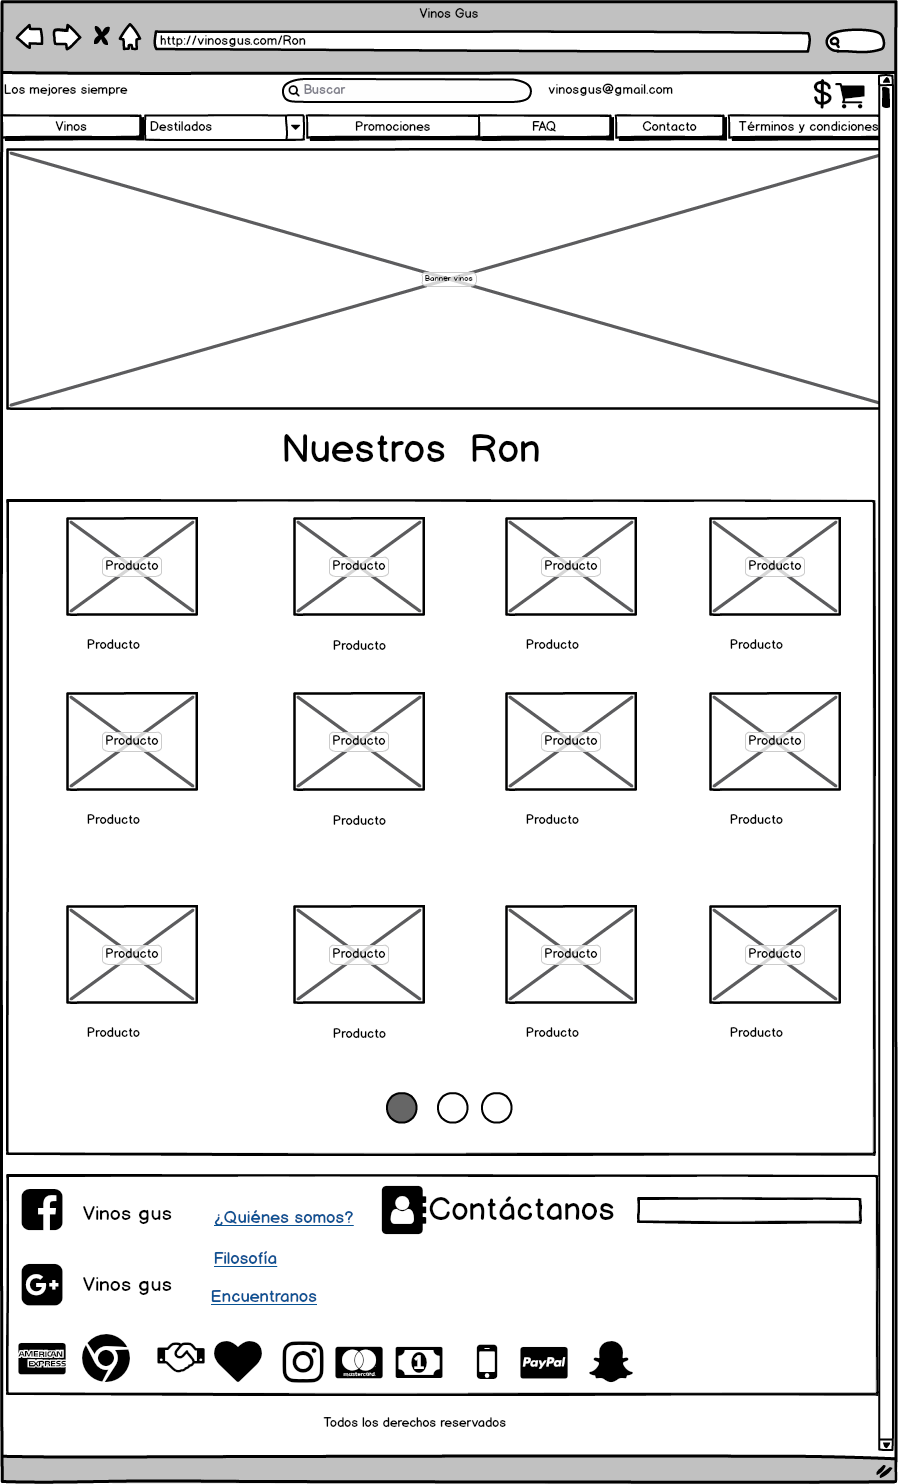 Vinos Gus
http://vinosgus.com/Ron
Los mejores siempre
Buscar
vinosgus@gmail.com
$
Vinos
Destilados
Promociones
FAQ
Contacto
Términos y condiciones
Banner vinos
Nuestros Ron
Producto Producto Producto Producto
Producto Producto Producto Producto
Producto Producto Producto Producto
Producto Producto Producto Producto
Producto Producto Producto Producto
Producto Producto Producto Producto
Vinos gus
¿Quiénes somos?
Contáctanos
Filosofía
G+
Vinos gus
Encuentranos
AMERICAN
EXPRESS
mastercard
1
PayPal
Todos los derechos reservados